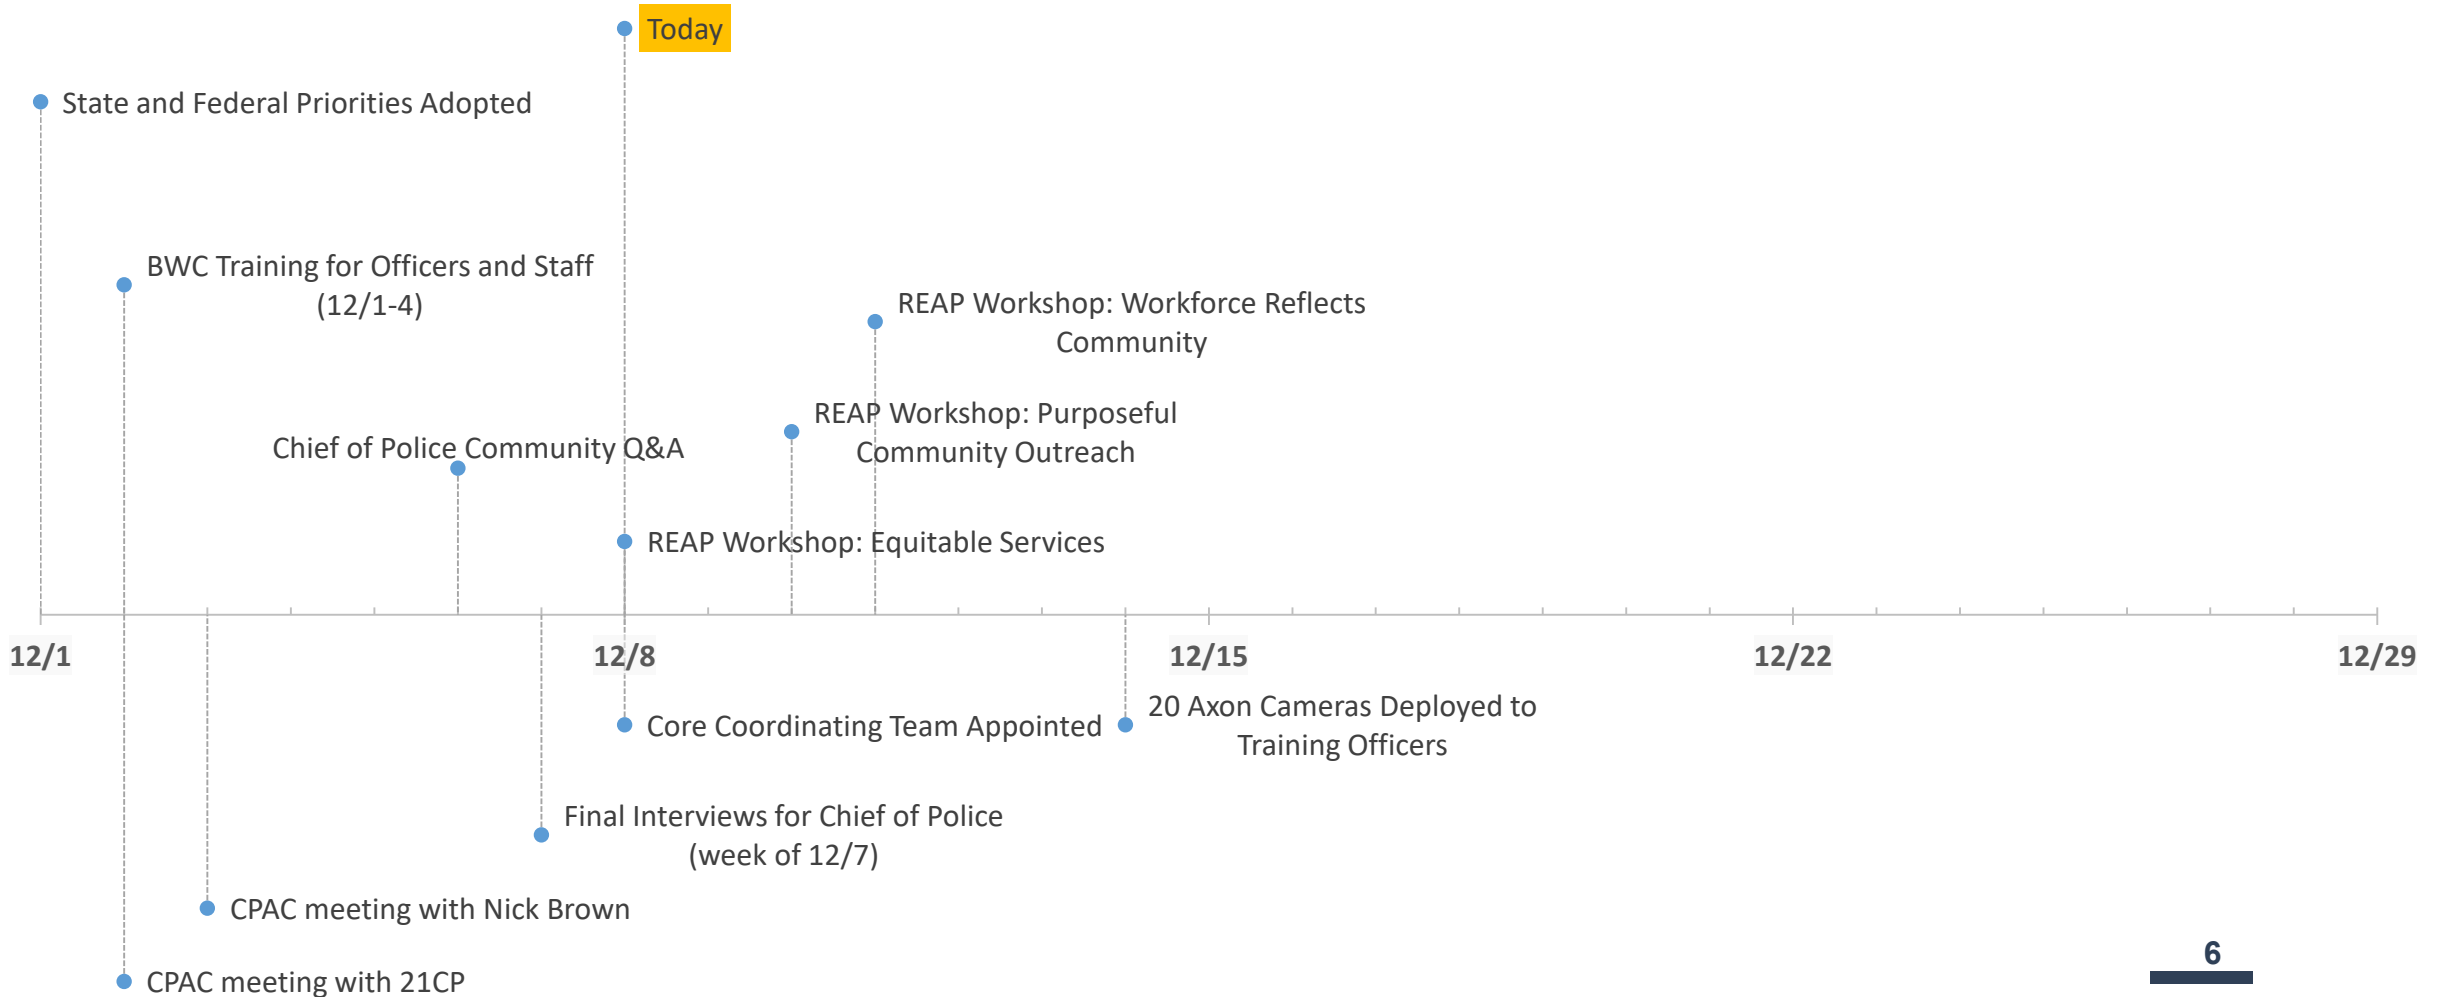 Today
State and Federal Priorities Adopted
BWC Training for Officers and Staff
(12/1-4)
REAP Workshop: Workforce Reflects
Community
REAP Workshop: Purposeful
Community Outreach
Chief of Police Community Q&A
REAP Workshop: Equitable Services
12/1
12/8
12/15
12/22
12/29
Core Coordinating Team Appointed
20 Axon Cameras Deployed to
Training Officers
Final Interviews for Chief of Police
(week of 12/7)
CPAC meeting with Nick Brown
CPAC meeting with 21CP
6